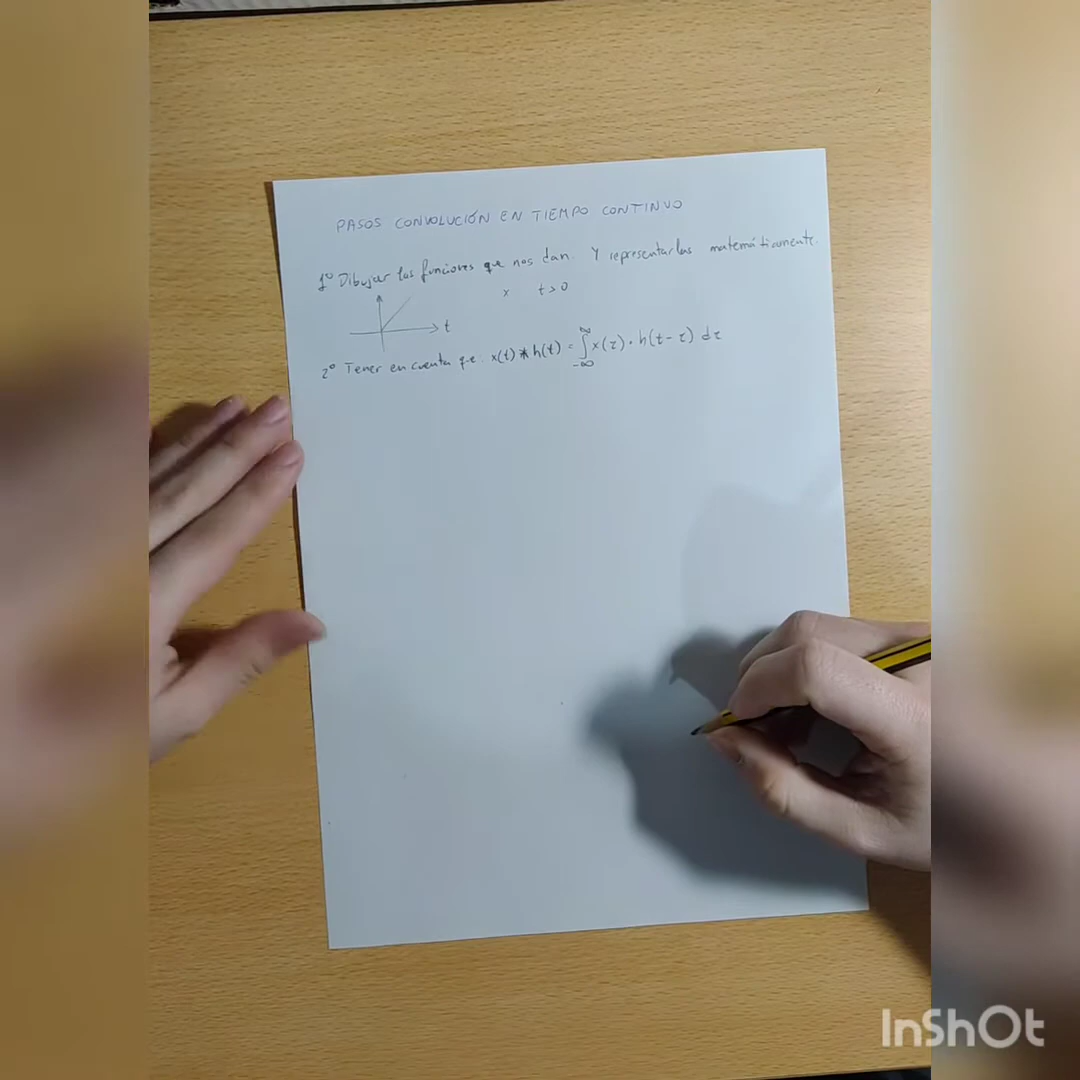 PASOS CONVOLUCIÓN EN TIEMPO CONTINUO
1º Dibujar las funciones que nos dan. Y representarlas matemáticamente.
x t > 0
t
2º Tener en cuenta que: x(t) * h(t) = ∫_{-∞}^{∞} x(τ) · h(t-τ) dτ
InShOt